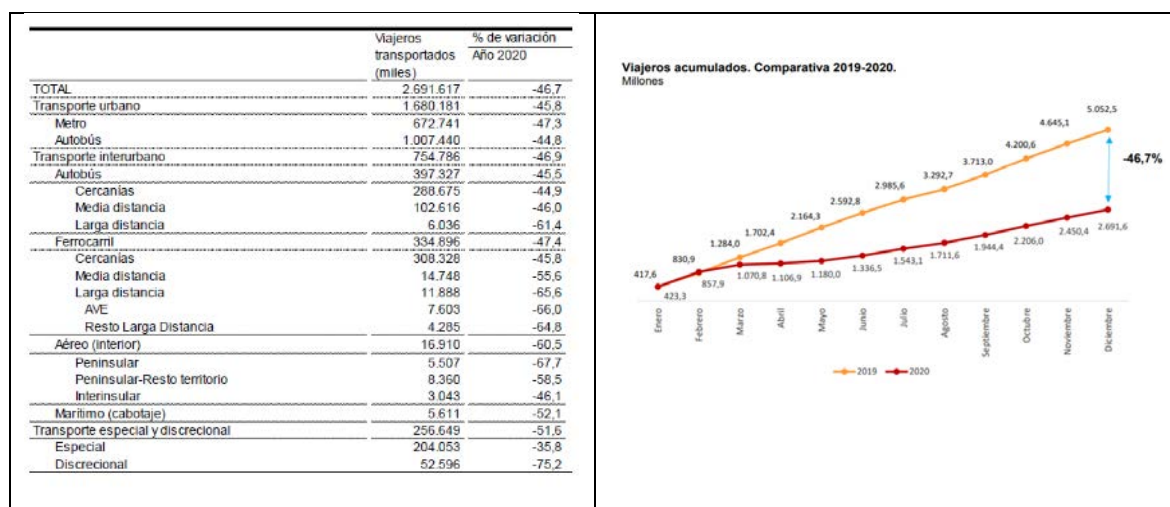 Viajeros % de variación
transportados Año 2020
(miles)
TOTAL 2.691.617 -46,7
Transporte urbano 1.680.181 -45,8
Metro 672.741 -47,3
Autobús 1.007.440 -44,8
Transporte interurbano 754.786 -46,9
Autobús 397.327 -45,5
Cercanías 288.675 -44,9
Media distancia 102.616 -46,0
Larga distancia 6.036 -61,4
Ferrocarril 334.896 -47,4
Cercanías 308.328 -45,8
Media distancia 14.748 -55,6
Larga distancia 11.888 -65,6
AVE 7.603 -66,0
Resto Larga Distancia 4.285 -64,8
Aéreo (interior) 16.910 -60,5
Peninsular 5.507 -67,7
Peninsular-Resto territorio 8.360 -58,5
Interinsular 3.043 -46,1
Marítimo (cabotaje) 5.611 -52,1
Transporte especial y discrecional 256.649 -51,6
Especial 204.053 -35,8
Discrecional 52.596 -75,2
Viajeros acumulados. Comparativa 2019-2020.
Millones
417,6 830,9 1.284,0 1.702,4 2.164,3 2.592,8 2.985,6 3.292,7 3.713,0 4.200,6 4.645,1 5.052,5
-46,7%
423,3 857,9 1.070,8 1.106,9 1.180,0 1.336,5 1.543,1 1.711,6 1.944,4 2.206,0 2.450,4 2.691,6
Enero Febrero Marzo Abril Mayo Junio Julio Agosto Septiembre Octubre Noviembre Diciembre
2019 2020